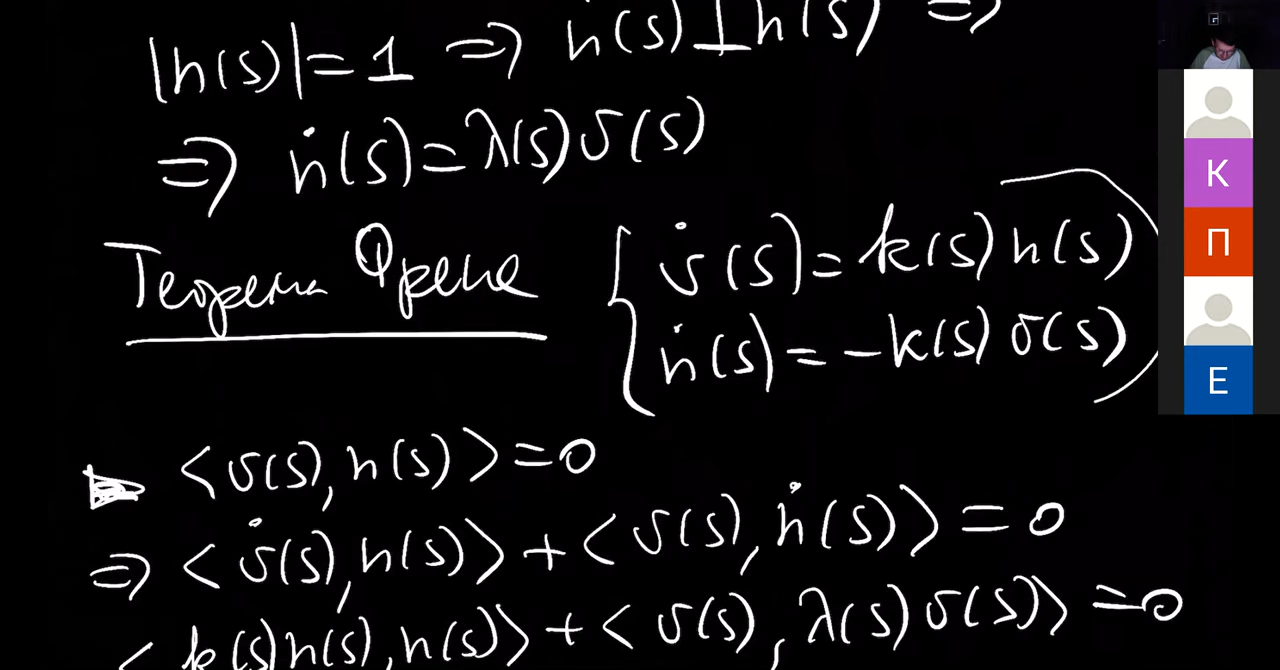 |n(s)|=1 ⇒ ṅ(s)⊥n(s) ⇒
⇒ ṅ(s)=λ(s)v(s)
Теорема Френе
{ v̇(s)=k(s)n(s)
ṅ(s)=-k(s)v(s)
<v(s),n(s)>=0
⇒ <v̇(s),n(s)>+<v(s),ṅ(s)>=0
<k(s)n(s),n(s)>+<v(s),λ(s)v(s)>=0
К
П
Е